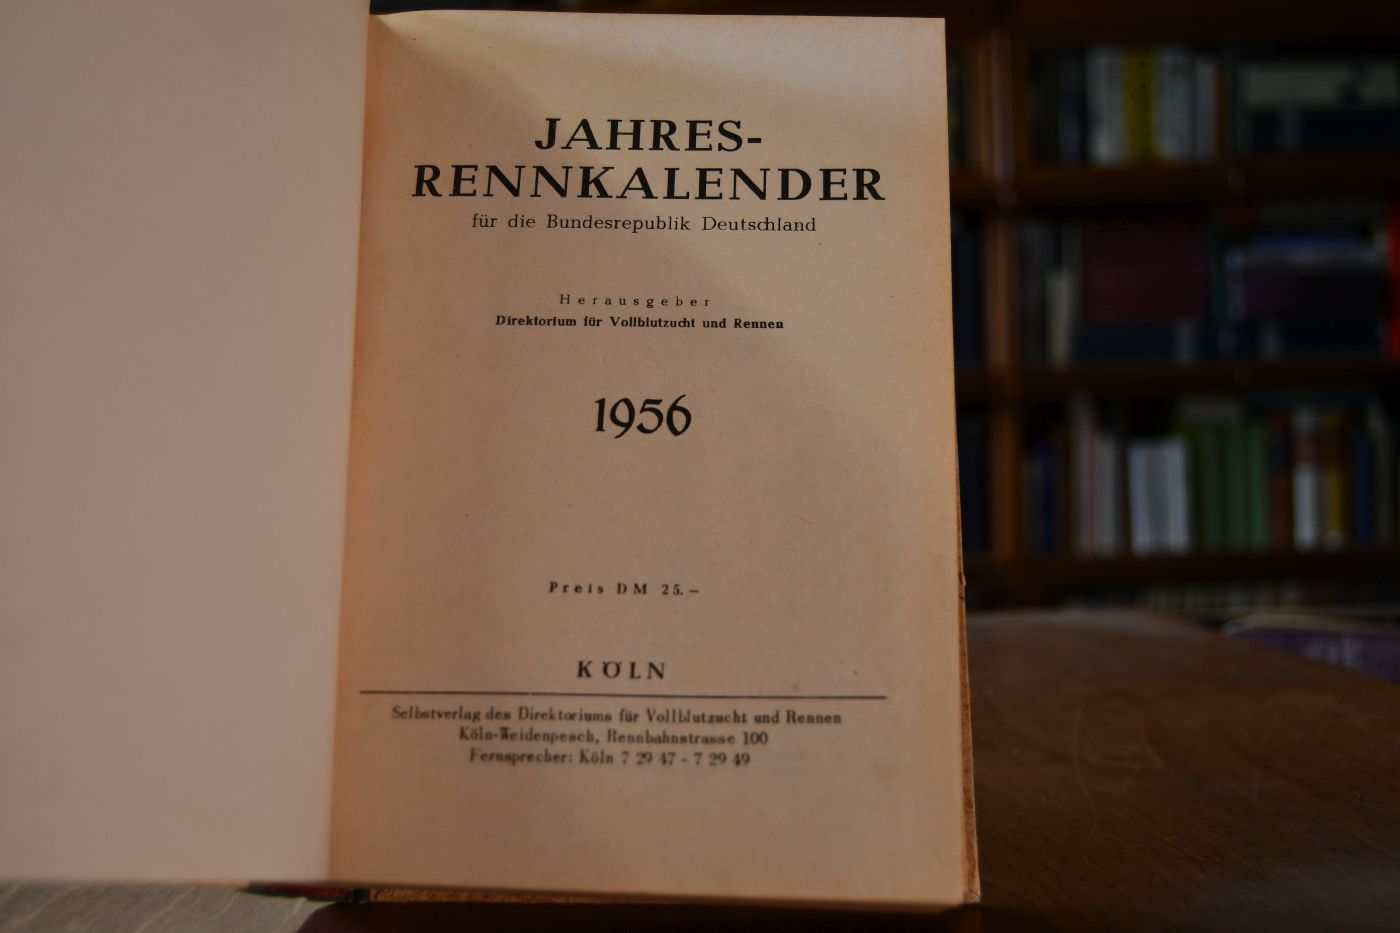 JAHRES-
RENNKALENDER
für die Bundesrepublik Deutschland
Herausgeber
Direktorium für Vollblutzucht und Rennen
1956
Preis DM 25.—
KÖLN
Selbstverlag des Direktoriums für Vollblutzucht und Rennen
Köln-Weidenpesch, Rennbahnstrasse 100
Fernsprecher: Köln 7 29 47 - 7 29 49